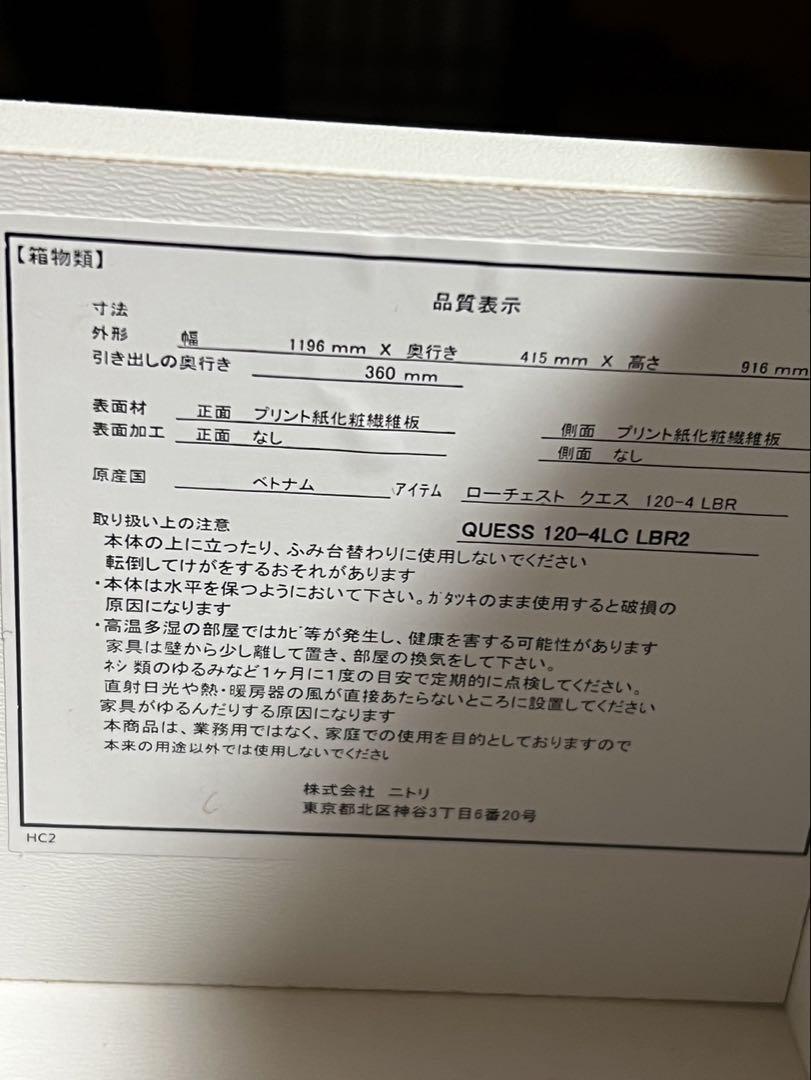 【箱物類】
品質表示
寸法
外形 幅 1196 mm X 奥行き 415 mm X 高さ 916 mm
引き出しの奥行き 360 mm
表面材 正面 プリント紙化粧繊維板 側面 プリント紙化粧繊維板
表面加工 正面 なし 側面 なし
原産国 ベトナム アイテム ローチェスト クエス 120-4 LBR
QUESS 120-4LC LBR2
取り扱い上の注意
本体の上に立ったり、ふみ台替わりに使用しないでください
転倒してけがをするおそれがあります
・本体は水平を保つようにおいて下さい。ｶﾞﾀﾂｷのまま使用すると破損の
原因になります
・高温多湿の部屋ではｶﾋﾞ等が発生し、健康を害する可能性があります
家具は壁から少し離して置き、部屋の換気をして下さい。
ﾈｼﾞ類のゆるみなど1ヶ月に1度の目安で定期的に点検してください。
直射日光や熱・暖房器の風が直接あたらないところに設置してください
家具がゆるんだりする原因になります
本商品は、業務用ではなく、家庭での使用を目的としておりますので
本来の用途以外では使用しないでください
株式会社 ニトリ
東京都北区神谷3丁目6番20号
HC2